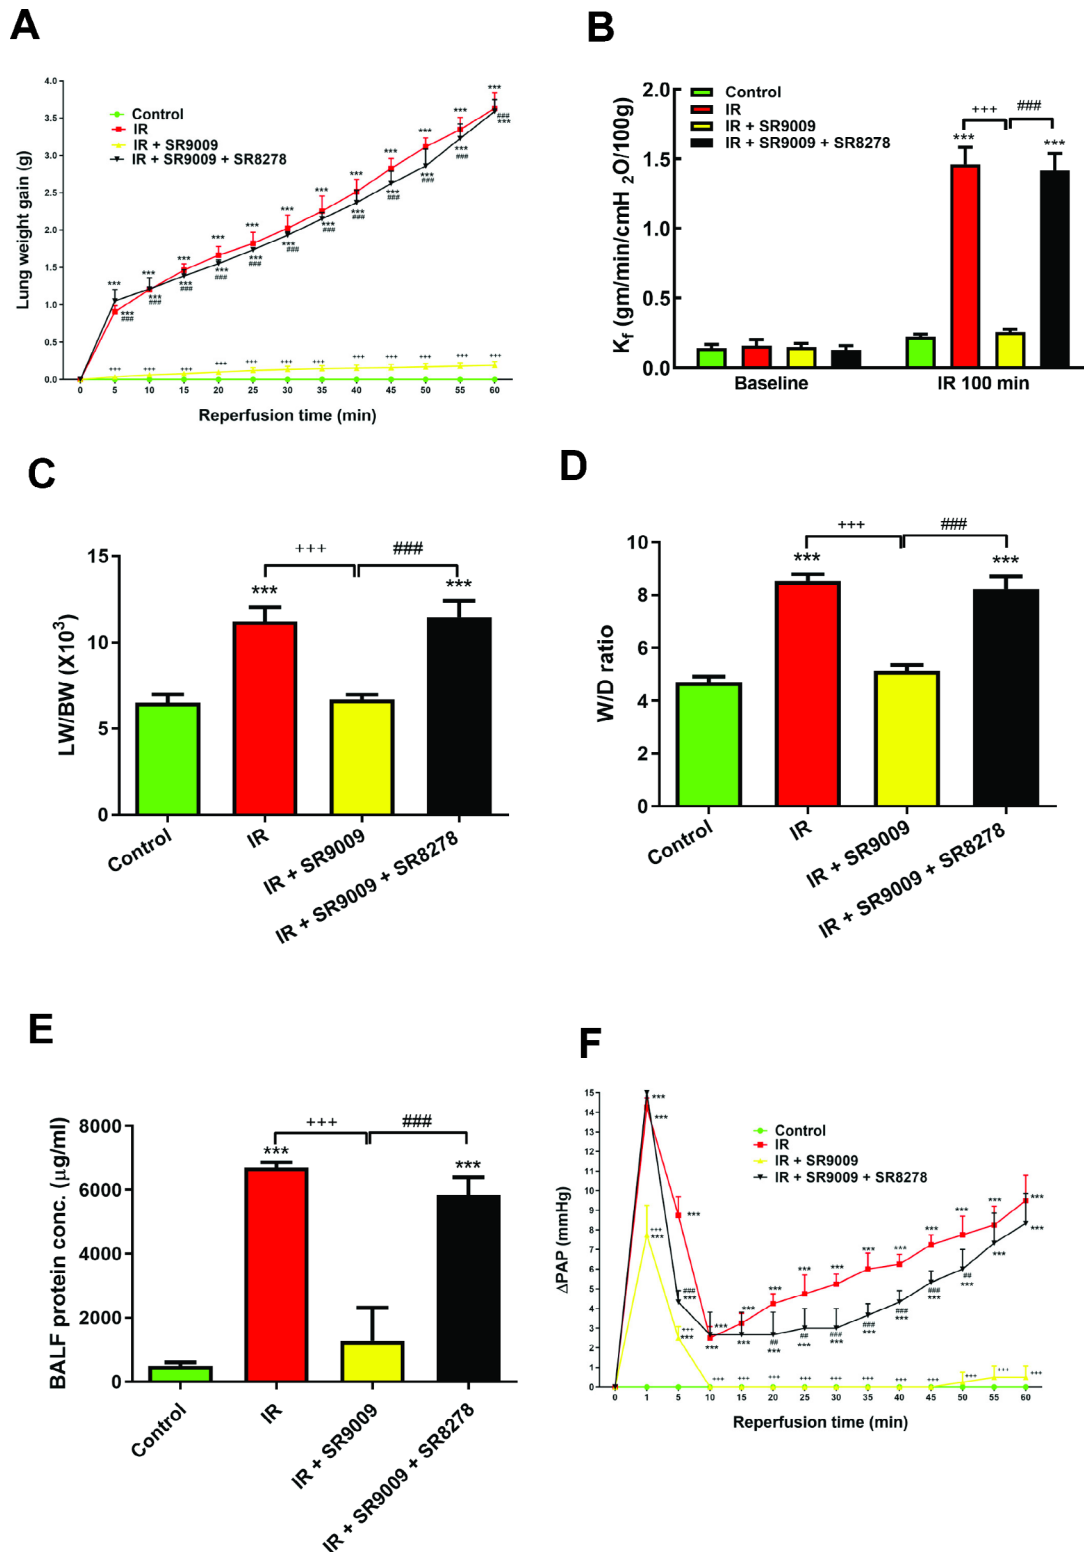 A
Control
IR
IR + SR9009
IR + SR9009 + SR8278
Lung weight gain (g)
4.0
3.5
3.0
2.5
2.0
1.5
1.0
0.5
0.0
0 5 10 15 20 25 30 35 40 45 50 55 60
Reperfusion time (min)
B
Control
IR
IR + SR9009
IR + SR9009 + SR8278
+++ ###
*** ***
Kf (gm/min/cmH 2O/100g)
2.0
1.5
1.0
0.5
0.0
Baseline IR 100 min
C
+++ ###
*** ***
LW/BW (X10³)
15
10
5
0
Control
IR
IR + SR9009
IR + SR9009 + SR8278
D
+++ ###
*** ***
W/D ratio
10
8
6
4
2
0
Control
IR
IR + SR9009
IR + SR9009 + SR8278
E
+++ ###
*** ***
BALF protein conc. (μg/ml)
8000
6000
4000
2000
0
Control
IR
IR + SR9009
IR + SR9009 + SR8278
F
Control
IR
IR + SR9009
IR + SR9009 + SR8278
ΔPAP (mmHg)
15
14
13
12
11
10
9
8
7
6
5
4
3
2
1
0
0 1 5 10 15 20 25 30 35 40 45 50 55 60
Reperfusion time (min)